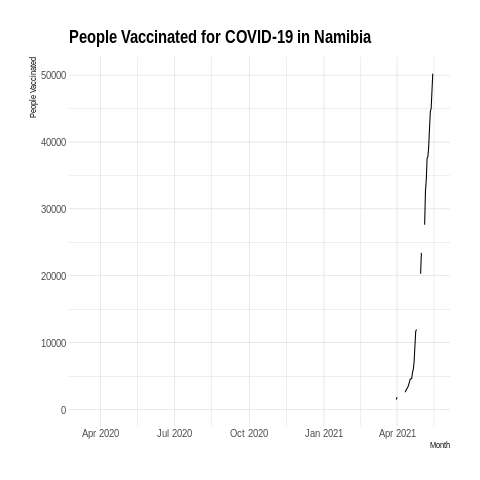 People Vaccinated for COVID-19 in Namibia
People Vaccinated
50000
40000
30000
20000
10000
0
Apr 2020 Jul 2020 Oct 2020 Jan 2021 Apr 2021
Month